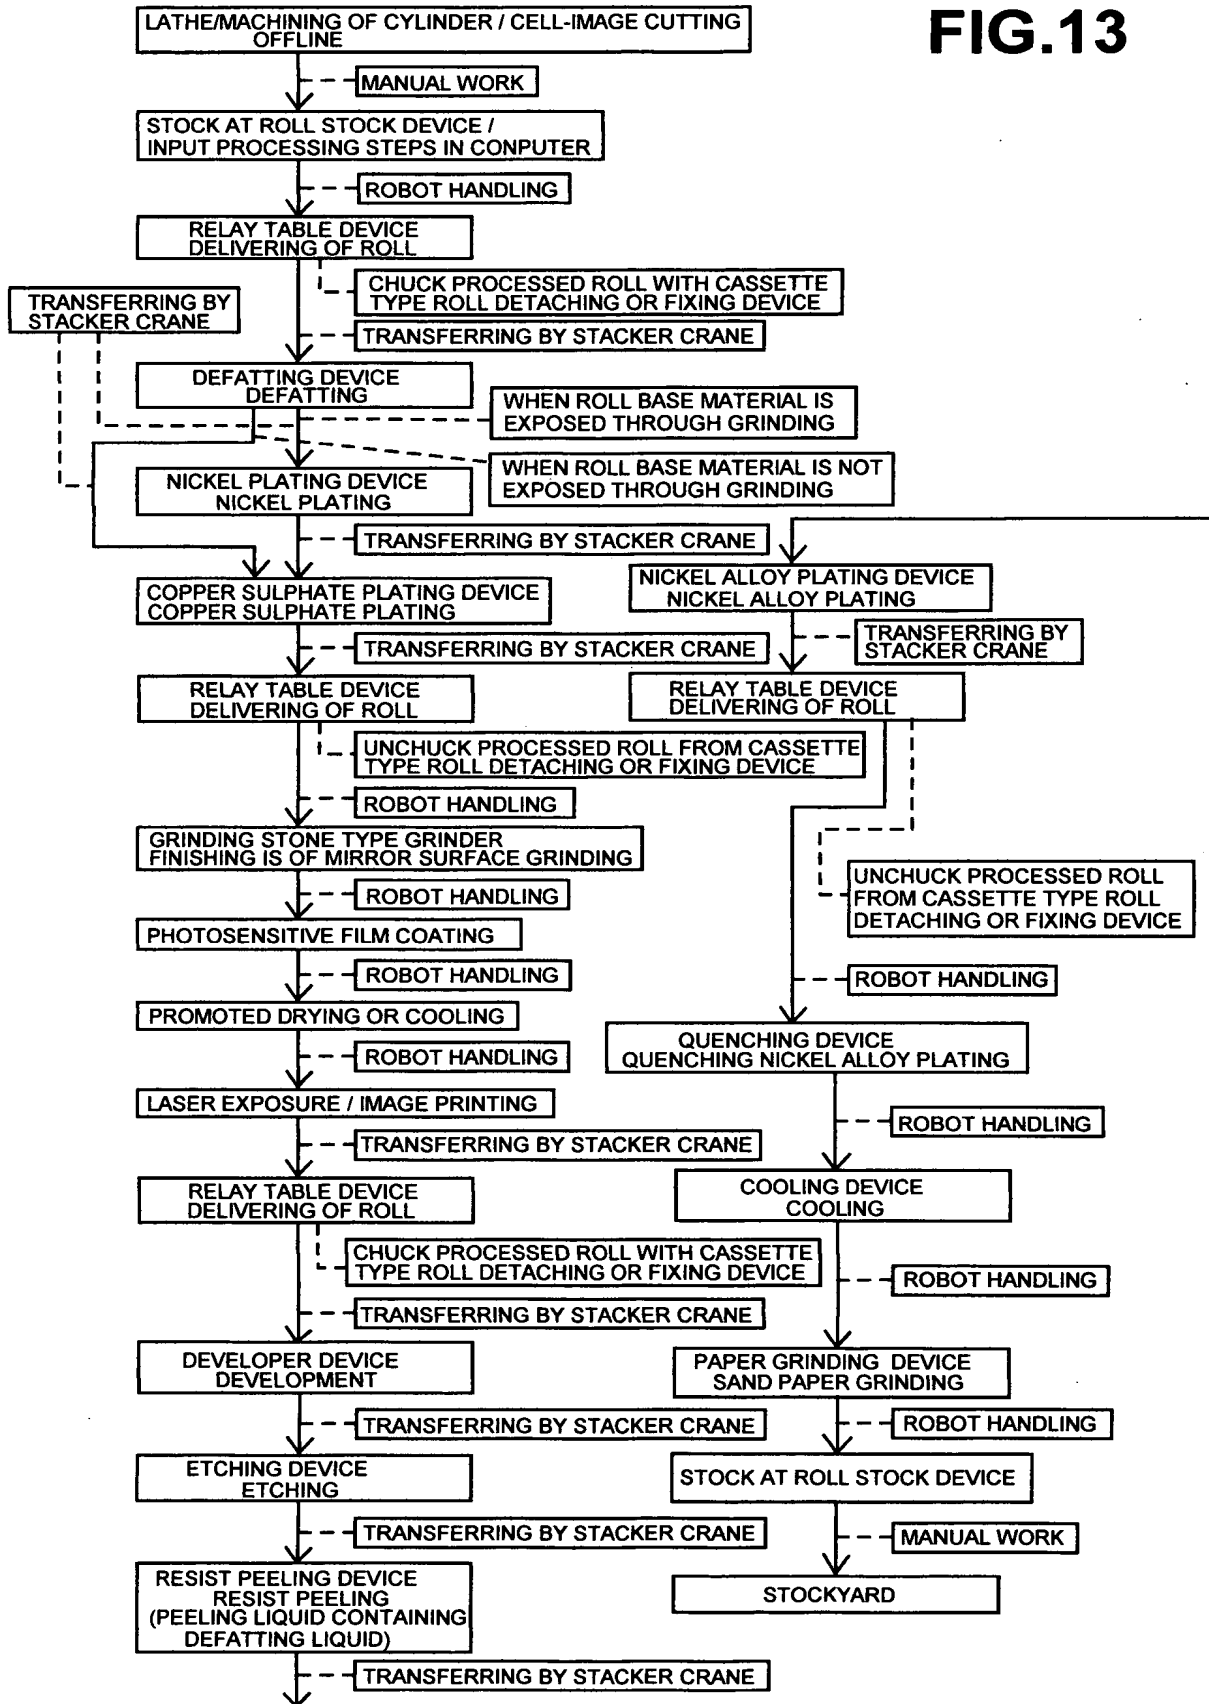 FIG.13
LATHE/MACHINING OF CYLINDER / CELL-IMAGE CUTTING
OFFLINE
MANUAL WORK
STOCK AT ROLL STOCK DEVICE /
INPUT PROCESSING STEPS IN CONPUTER
ROBOT HANDLING
RELAY TABLE DEVICE
DELIVERING OF ROLL
CHUCK PROCESSED ROLL WITH CASSETTE
TYPE ROLL DETACHING OR FIXING DEVICE
TRANSFERRING BY
STACKER CRANE
TRANSFERRING BY STACKER CRANE
DEFATTING DEVICE
DEFATTING
WHEN ROLL BASE MATERIAL IS
EXPOSED THROUGH GRINDING
WHEN ROLL BASE MATERIAL IS NOT
EXPOSED THROUGH GRINDING
NICKEL PLATING DEVICE
NICKEL PLATING
TRANSFERRING BY STACKER CRANE
COPPER SULPHATE PLATING DEVICE
COPPER SULPHATE PLATING
TRANSFERRING BY STACKER CRANE
RELAY TABLE DEVICE
DELIVERING OF ROLL
UNCHUCK PROCESSED ROLL FROM CASSETTE
TYPE ROLL DETACHING OR FIXING DEVICE
ROBOT HANDLING
GRINDING STONE TYPE GRINDER
FINISHING IS OF MIRROR SURFACE GRINDING
ROBOT HANDLING
PHOTOSENSITIVE FILM COATING
ROBOT HANDLING
PROMOTED DRYING OR COOLING
ROBOT HANDLING
LASER EXPOSURE / IMAGE PRINTING
TRANSFERRING BY STACKER CRANE
RELAY TABLE DEVICE
DELIVERING OF ROLL
CHUCK PROCESSED ROLL WITH CASSETTE
TYPE ROLL DETACHING OR FIXING DEVICE
TRANSFERRING BY STACKER CRANE
DEVELOPER DEVICE
DEVELOPMENT
TRANSFERRING BY STACKER CRANE
ETCHING DEVICE
ETCHING
TRANSFERRING BY STACKER CRANE
RESIST PEELING DEVICE
RESIST PEELING
(PEELING LIQUID CONTAINING
DEFATTING LIQUID)
TRANSFERRING BY STACKER CRANE
NICKEL ALLOY PLATING DEVICE
NICKEL ALLOY PLATING
TRANSFERRING BY
STACKER CRANE
RELAY TABLE DEVICE
DELIVERING OF ROLL
UNCHUCK PROCESSED ROLL
FROM CASSETTE TYPE ROLL
DETACHING OR FIXING DEVICE
ROBOT HANDLING
QUENCHING DEVICE
QUENCHING NICKEL ALLOY PLATING
ROBOT HANDLING
COOLING DEVICE
COOLING
ROBOT HANDLING
PAPER GRINDING DEVICE
SAND PAPER GRINDING
ROBOT HANDLING
STOCK AT ROLL STOCK DEVICE
MANUAL WORK
STOCKYARD